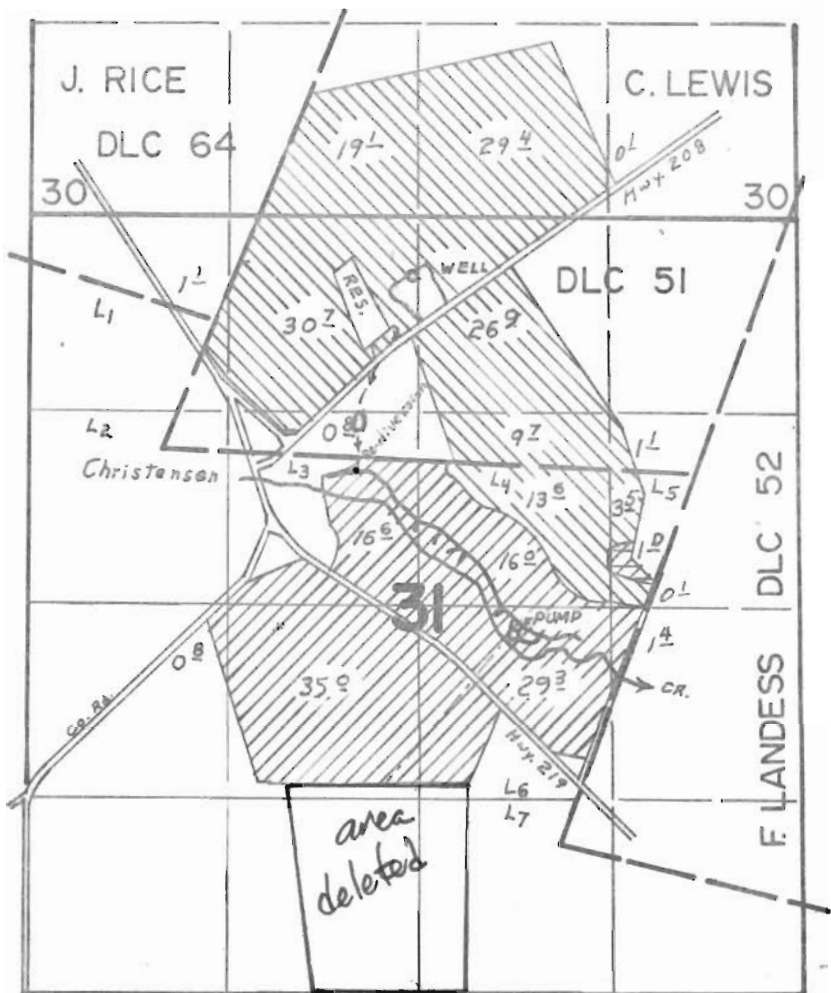 J. RICE
C. LEWIS
DLC 64
19 1
29 4
0 1
Hwy. 208
30
30
1 1
WELL
DLC 51
L1
RES.
30 7
26 9
L2
0 8
9 7
1 1
Christensen
L3
L4
13 6
L5
3 5
16 6
16 0
1 0
DLC 52
31
0 1
PUMP
1 4
0 8
35 0
29 3
CR.
Co. Rd.
Hwy. 219
F. LANDESS
L6
L7
area
deleted